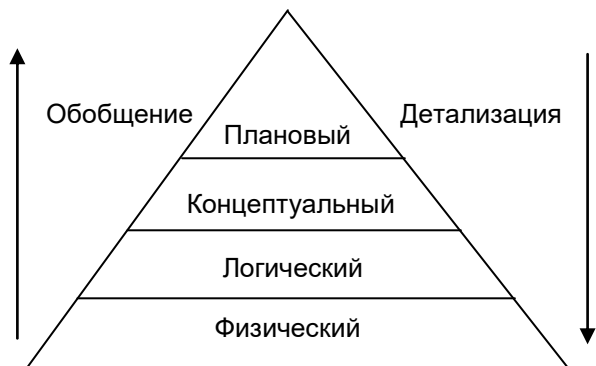 Обобщение
Детализация
Плановый
Концептуальный
Логический
Физический